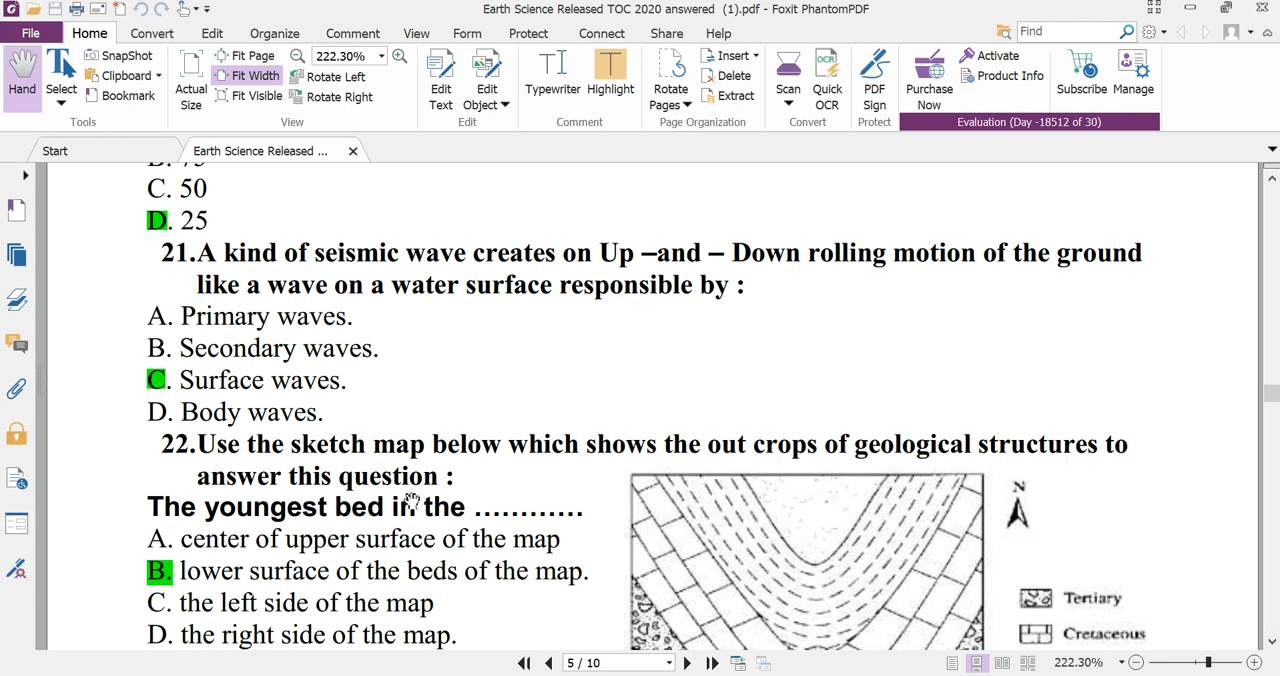 Earth Science Released TOC 2020 answered (1).pdf - Foxit PhantomPDF
File Home Convert Edit Organize Comment View Form Protect Connect Share Help Find
SnapShot Clipboard Bookmark
Hand Select
Actual Size
Fit Page Fit Width Fit Visible
222.30%
Rotate Left Rotate Right
Edit Text
Edit Object
Typewriter Highlight
Rotate Pages
Insert Delete Extract
Scan
Quick OCR
PDF Sign
Purchase Now
Activate
Product Info
Subscribe Manage
Tools View Edit Comment Page Organization Convert Protect Evaluation (Day -18512 of 30)
Start Earth Science Released ...
C. 50
D. 25
21.A kind of seismic wave creates on Up –and – Down rolling motion of the ground
like a wave on a water surface responsible by :
A. Primary waves.
B. Secondary waves.
C. Surface waves.
D. Body waves.
22.Use the sketch map below which shows the out crops of geological structures to
answer this question :
The youngest bed in the …………
A. center of upper surface of the map
B. lower surface of the beds of the map.
C. the left side of the map
D. the right side of the map.
N
Tertiary
Cretaceous
5 / 10
222.30%